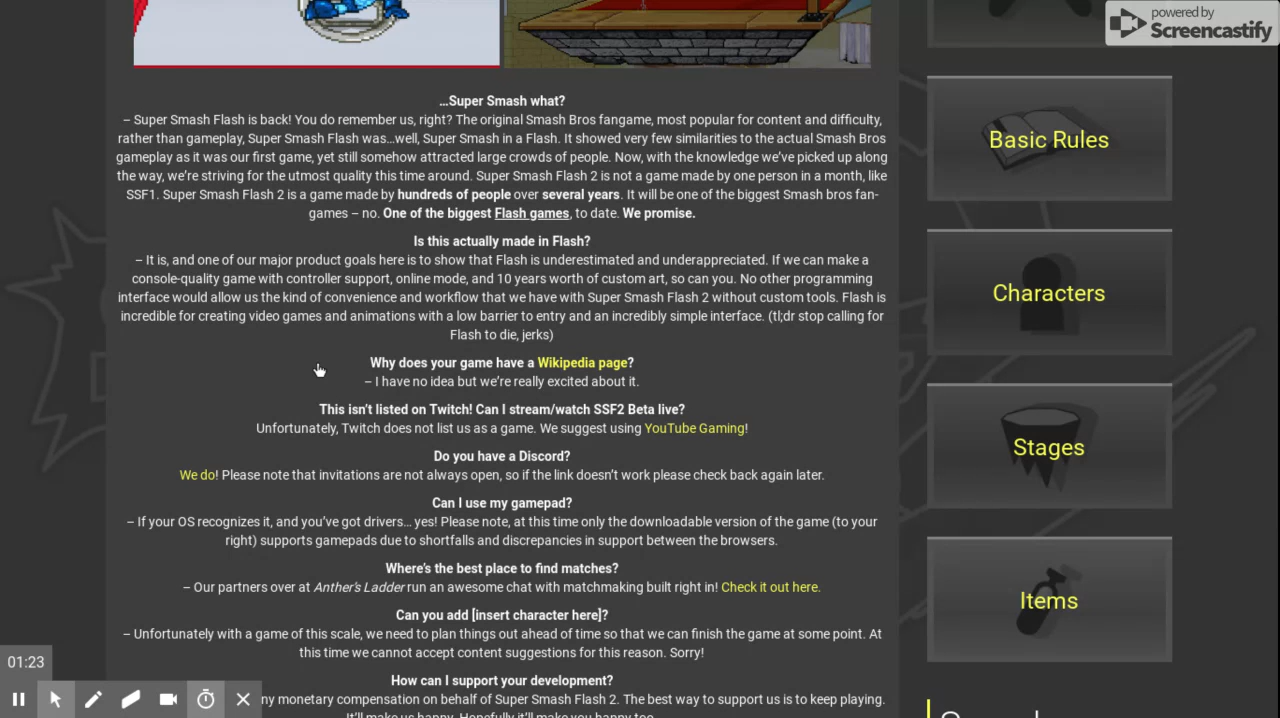 powered by
Screencastify
…Super Smash what?
– Super Smash Flash is back! You do remember us, right? The original Smash Bros fangame, most popular for content and difficulty,
rather than gameplay, Super Smash Flash was...well, Super Smash in a Flash. It showed very few similarities to the actual Smash Bros
gameplay as it was our first game, yet still somehow attracted large crowds of people. Now, with the knowledge we've picked up along
the way, we're striving for the utmost quality this time around. Super Smash Flash 2 is not a game made by one person in a month, like
SSF1. Super Smash Flash 2 is a game made by hundreds of people over several years. It will be one of the biggest Smash bros fan-
games – no. One of the biggest Flash games, to date. We promise.
Is this actually made in Flash?
– It is, and one of our major product goals here is to show that Flash is underestimated and underappreciated. If we can make a
console-quality game with controller support, online mode, and 10 years worth of custom art, so can you. No other programming
interface would allow us the kind of convenience and workflow that we have with Super Smash Flash 2 without custom tools. Flash is
incredible for creating video games and animations with a low barrier to entry and an incredibly simple interface. (tl;dr stop calling for
Flash to die, jerks)
Why does your game have a Wikipedia page?
– I have no idea but we're really excited about it.
This isn't listed on Twitch! Can I stream/watch SSF2 Beta live?
Unfortunately, Twitch does not list us as a game. We suggest using YouTube Gaming!
Do you have a Discord?
We do! Please note that invitations are not always open, so if the link doesn't work please check back again later.
Can I use my gamepad?
– If your OS recognizes it, and you've got drivers… yes! Please note, at this time only the downloadable version of the game (to your
right) supports gamepads due to shortfalls and discrepancies in support between the browsers.
Where's the best place to find matches?
– Our partners over at Anther's Ladder run an awesome chat with matchmaking built right in! Check it out here.
Can you add [insert character here]?
– Unfortunately with a game of this scale, we need to plan things out ahead of time so that we can finish the game at some point. At
this time we cannot accept content suggestions for this reason. Sorry!
How can I support your development?
ny monetary compensation on behalf of Super Smash Flash 2. The best way to support us is to keep playing.
It'll make us happy. Hopefully it'll make you happy too.
Basic Rules
Characters
Stages
Items
01:23